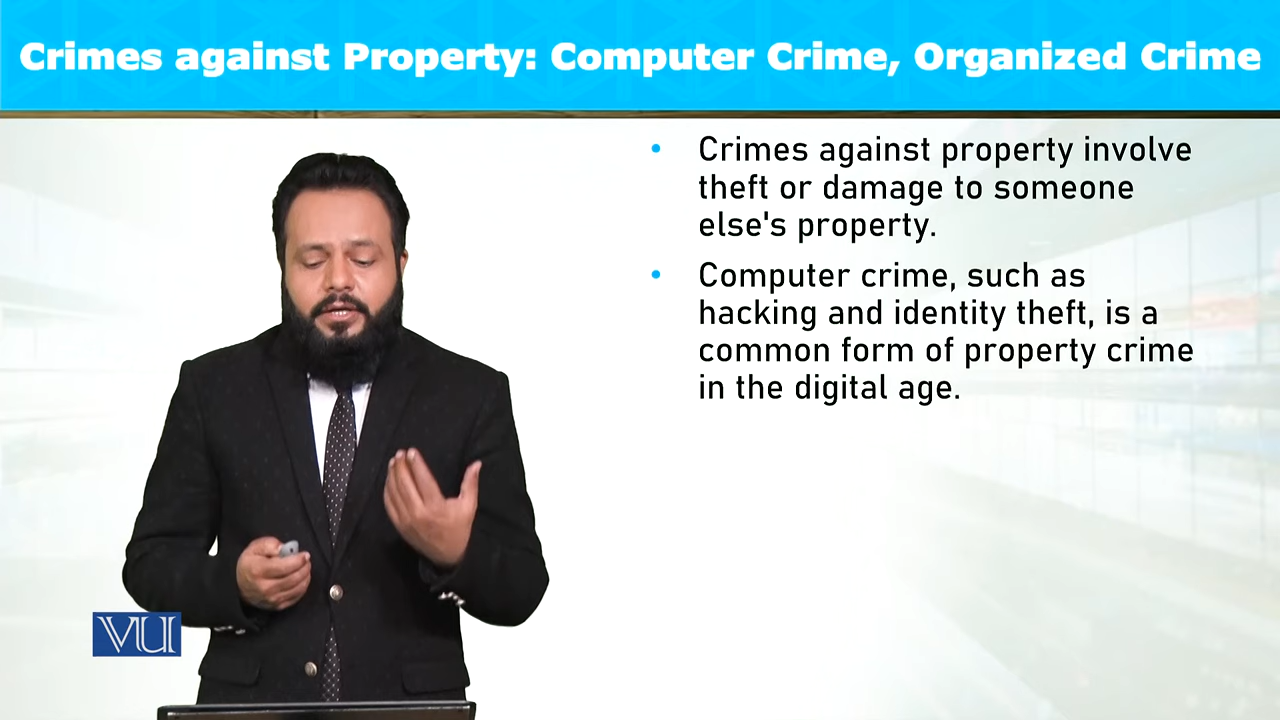 Crimes against Property: Computer Crime, Organized Crime
• Crimes against property involve
theft or damage to someone
else's property.
• Computer crime, such as
hacking and identity theft, is a
common form of property crime
in the digital age.
VU